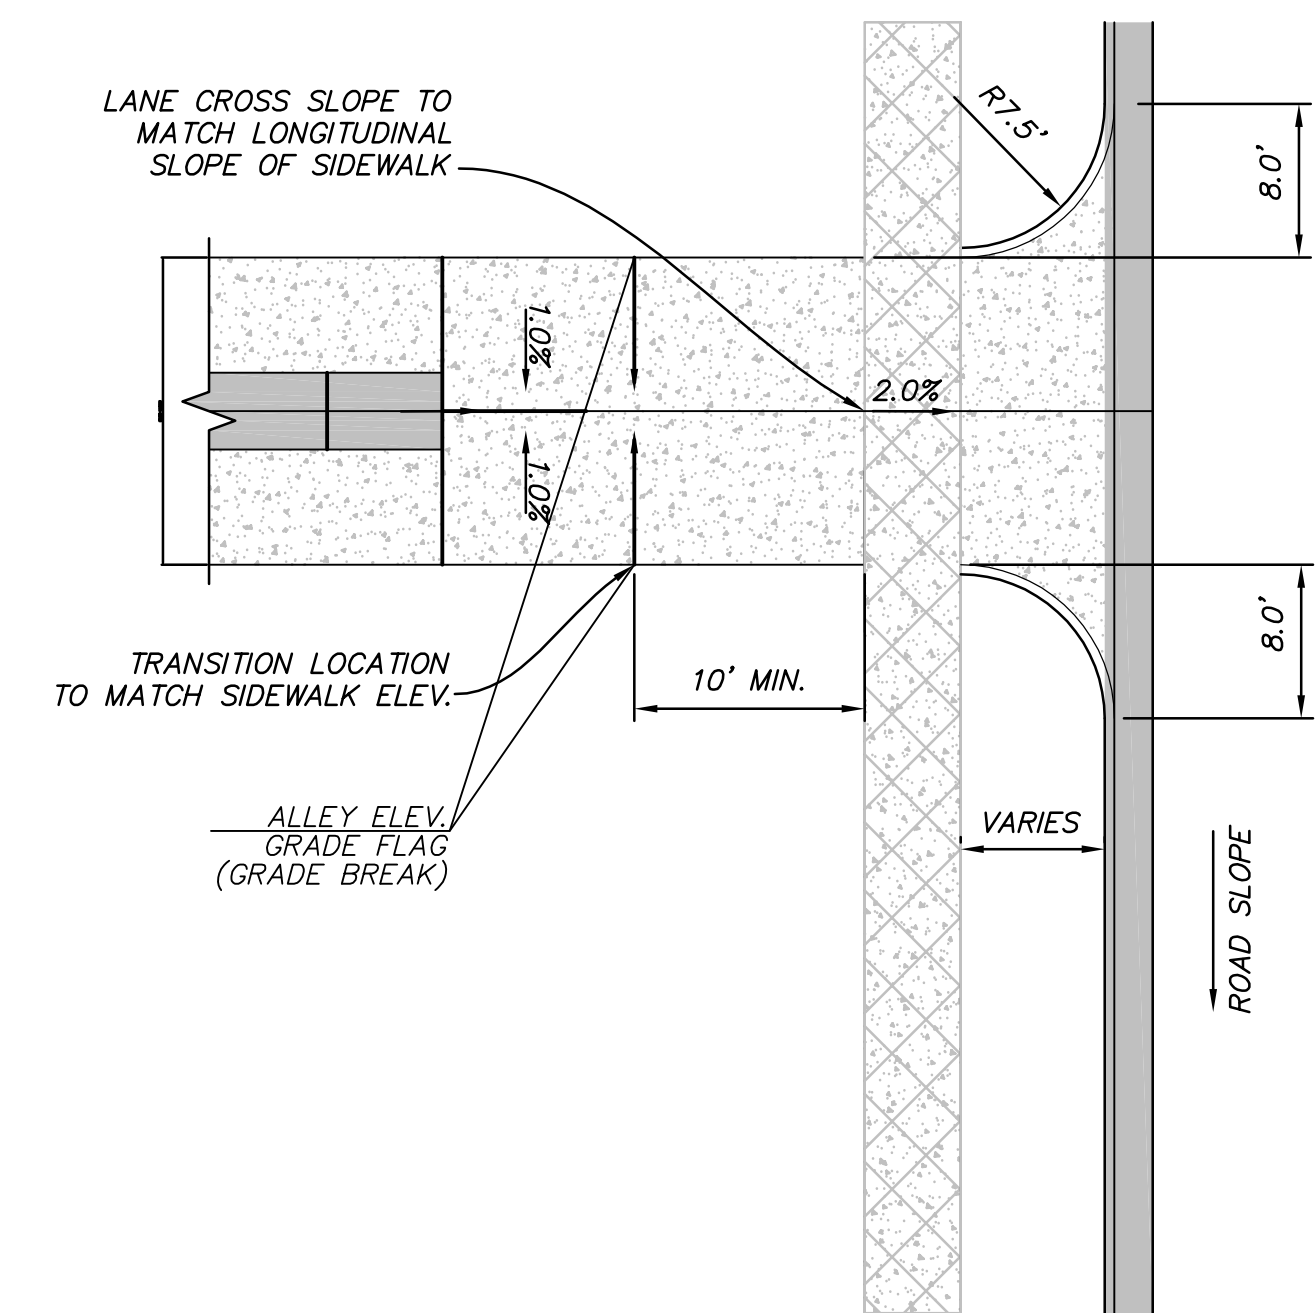 LANE CROSS SLOPE TO
MATCH LONGITUDINAL
SLOPE OF SIDEWALK
R7.5'
8.0'
1.0%
2.0%
1.0%
TRANSITION LOCATION
TO MATCH SIDEWALK ELEV.
10' MIN.
8.0'
ALLEY ELEV.
GRADE FLAG
(GRADE BREAK)
VARIES
ROAD SLOPE